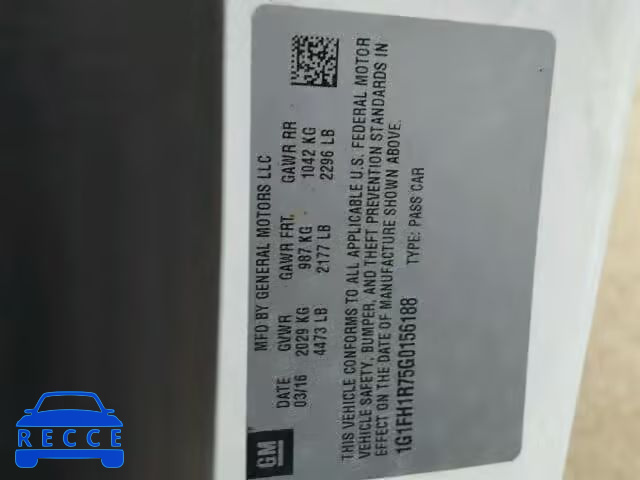 MFD BY GENERAL MOTORS LLC
DATE GVWR GAWR FRT. GAWR RR
03/16 2029 KG 987 KG 1042 KG
4473 LB 2177 LB 2296 LB
THIS VEHICLE CONFORMS TO ALL APPLICABLE U.S. FEDERAL MOTOR
VEHICLE SAFETY, BUMPER, AND THEFT PREVENTION STANDARDS IN
EFFECT ON THE DATE OF MANUFACTURE SHOWN ABOVE.
1G1FH1R75G0156188 TYPE: PASS CAR
GM
RECCE